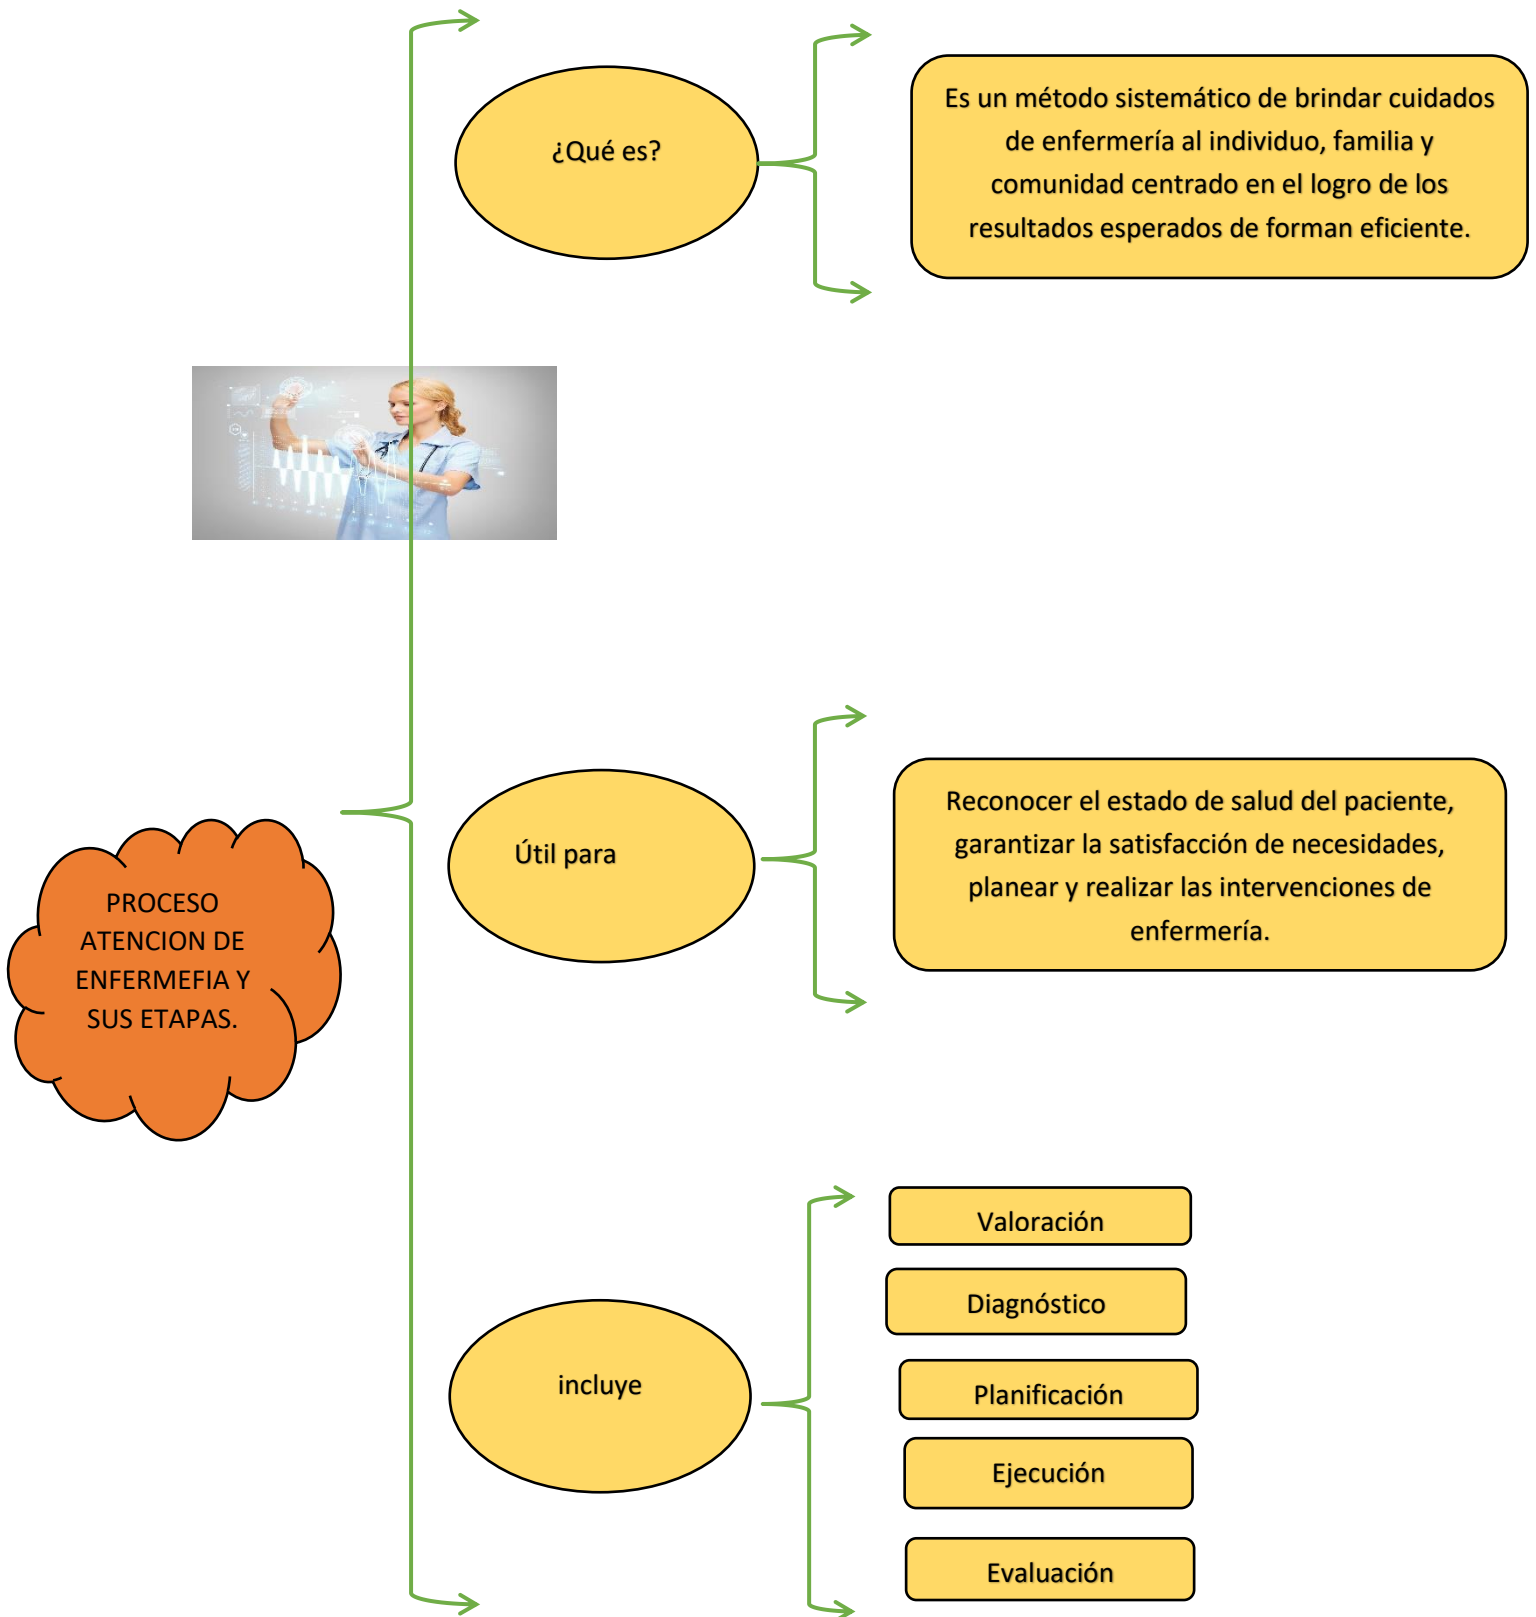 ¿Qué es?
Es un método sistemático de brindar cuidados
de enfermería al individuo, familia y
comunidad centrado en el logro de los
resultados esperados de forman eficiente.
PROCESO
ATENCION DE
ENFERMEFIA Y
SUS ETAPAS.
Útil para
Reconocer el estado de salud del paciente,
garantizar la satisfacción de necesidades,
planear y realizar las intervenciones de
enfermería.
incluye
Valoración
Diagnóstico
Planificación
Ejecución
Evaluación